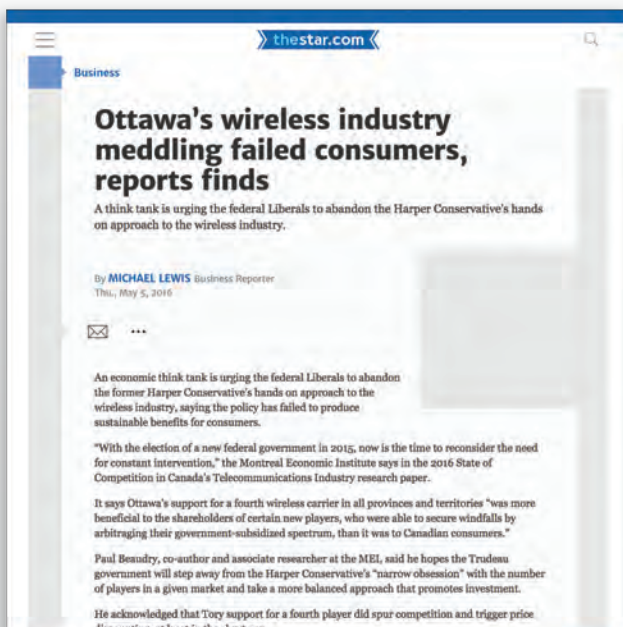 thestar.com
Business
Ottawa's wireless industry
meddling failed consumers,
reports finds
A think tank is urging the federal Liberals to abandon the Harper Conservative's hands
on approach to the wireless industry.
By MICHAEL LEWIS Business Reporter
Thu., May 5, 2016
An economic think tank is urging the federal Liberals to abandon
the former Harper Conservative's hands on approach to the
wireless industry, saying the policy has failed to produce
sustainable benefits for consumers.
"With the election of a new federal government in 2015, now is the time to reconsider the need
for constant intervention," the Montreal Economic Institute says in the 2016 State of
Competition in Canada's Telecommunications Industry research paper.
It says Ottawa's support for a fourth wireless carrier in all provinces and territories "was more
beneficial to the shareholders of certain new players, who were able to secure windfalls by
arbitraging their government-subsidized spectrum, than it was to Canadian consumers."
Paul Beaudry, co-author and associate researcher at the MEI, said he hopes the Trudeau
government will step away from the Harper Conservative's "narrow obsession" with the number
of players in a given market and take a more balanced approach that promotes investment.
He acknowledged that Tory support for a fourth player did spur competition and trigger price